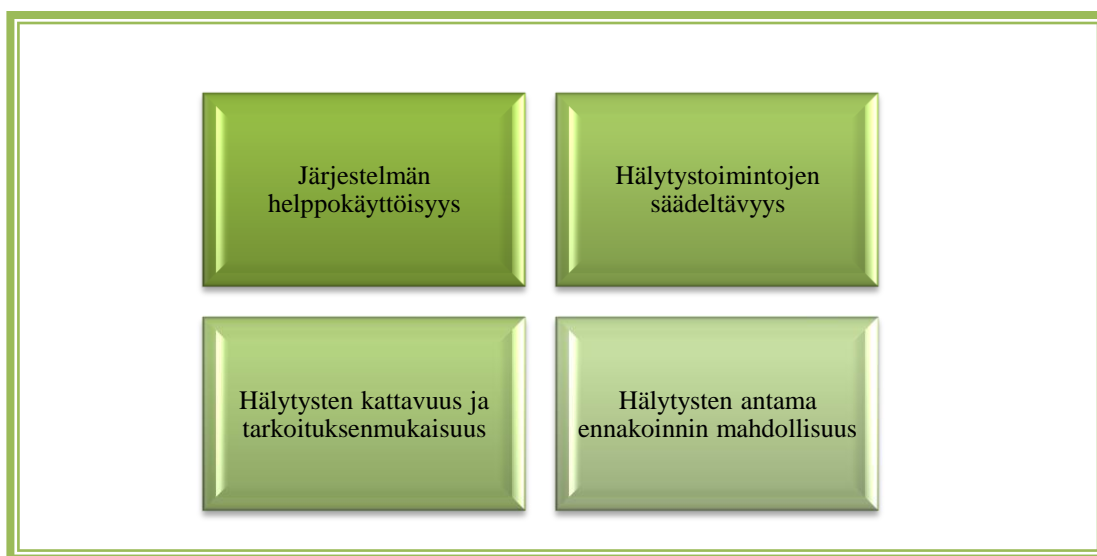 Järjestelmän
helppokäyttöisyys
Hälytystoimintojen
säädeltävyys
Hälytysten kattavuus ja
tarkoituksenmukaisuus
Hälytysten antama
ennakoinnin mahdollisuus